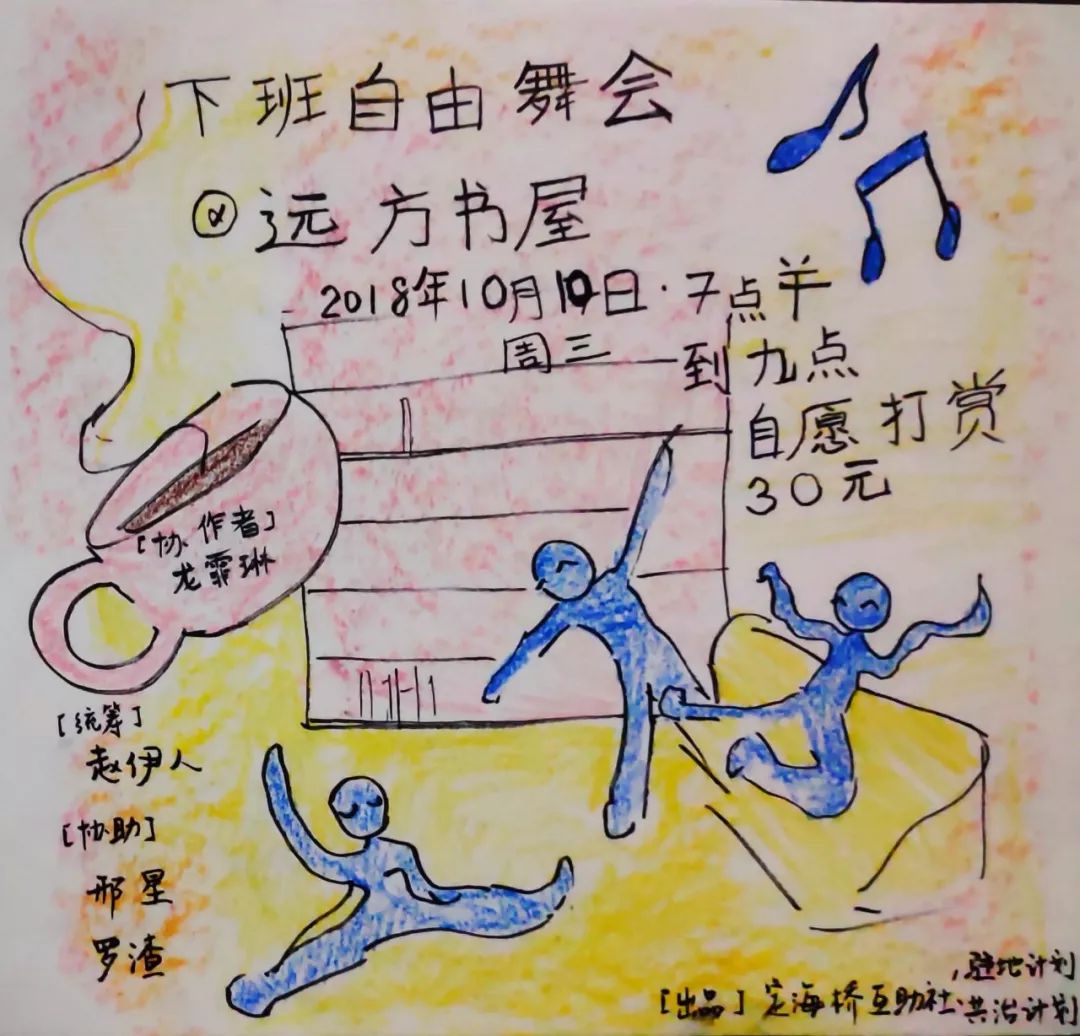 下班自由舞会
@远方书屋
2018年10月10日·7点半
周三 到九点
自愿打赏
30元
[协作者]
龙霏琳
[统筹]
赵伊人
[协助]
邢星
罗渣
,驻地计划
[出品]定海桥互助社·共治计划